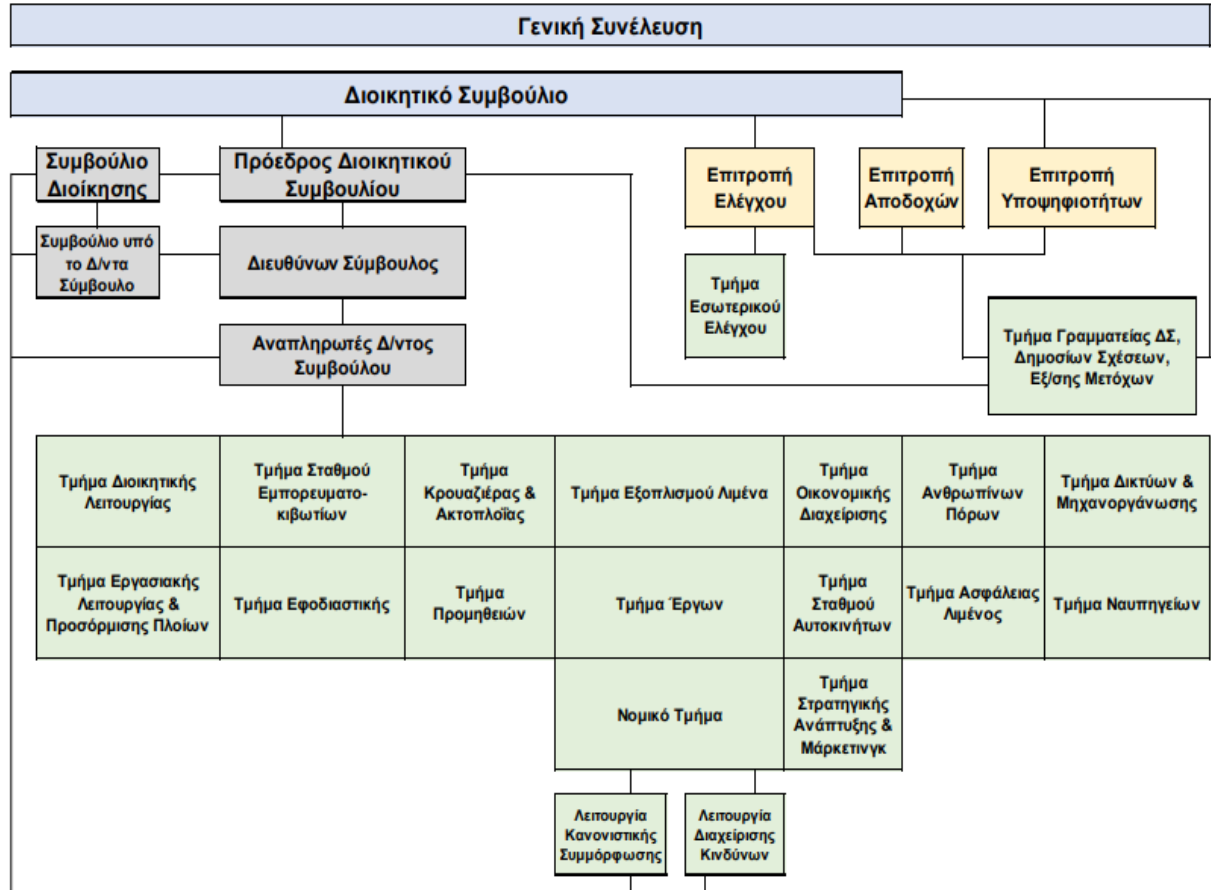 Γενική Συνέλευση
Διοικητικό Συμβούλιο
Συμβούλιο
Διοίκησης
Πρόεδρος Διοικητικού
Συμβουλίου
Επιτροπή
Ελέγχου
Επιτροπή
Αποδοχών
Επιτροπή
Υποψηφιοτήτων
Συμβούλιο υπό
το Δ/ντα
Σύμβουλο
Διευθύνων Σύμβουλος
Τμήμα
Εσωτερικού
Ελέγχου
Αναπληρωτές Δ/ντος
Συμβούλου
Τμήμα Γραμματείας ΔΣ,
Δημοσίων Σχέσεων,
Εξ/σης Μετόχων
Τμήμα Διοικητικής
Λειτουργίας
Τμήμα Σταθμού
Εμπορευματο-
κιβωτίων
Τμήμα
Κρουαζιέρας &
Ακτοπλοΐας
Τμήμα Εξοπλισμού Λιμένα
Τμήμα
Οικονομικής
Διαχείρισης
Τμήμα
Ανθρωπίνων
Πόρων
Τμήμα Δικτύων &
Μηχανοργάνωσης
Τμήμα Εργασιακής
Λειτουργίας &
Προσόρμισης Πλοίων
Τμήμα Εφοδιαστικής
Τμήμα
Προμηθειών
Τμήμα Έργων
Τμήμα
Σταθμού
Αυτοκινήτων
Τμήμα Ασφάλειας
Λιμένος
Τμήμα Ναυπηγείων
Νομικό Τμήμα
Τμήμα
Στρατηγικής
Ανάπτυξης &
Μάρκετινγκ
Λειτουργία
Κανονιστικής
Συμμόρφωσης
Λειτουργία
Διαχείρισης
Κινδύνων